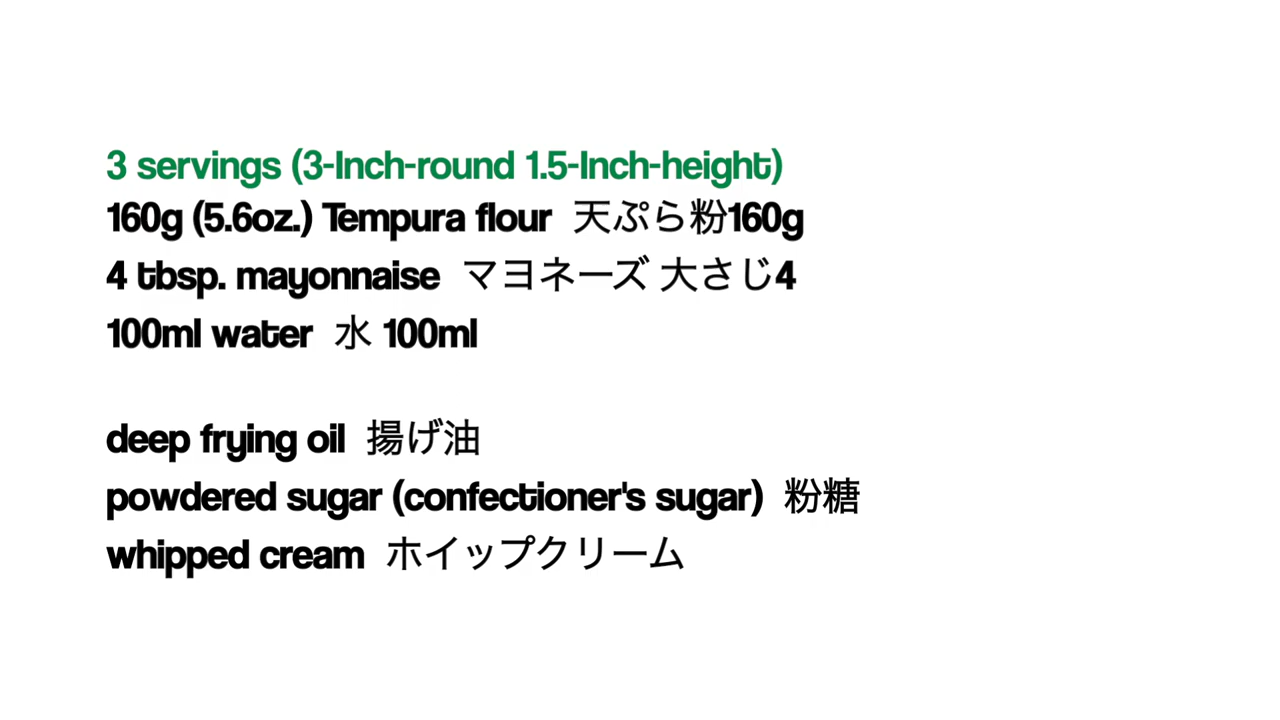 3 servings (3-Inch-round 1.5-Inch-height)
160g (5.6oz.) Tempura flour 天ぷら粉160g
4 tbsp. mayonnaise マヨネーズ 大さじ4
100ml water 水 100ml
deep frying oil 揚げ油
powdered sugar (confectioner's sugar) 粉糖
whipped cream ホイップクリーム